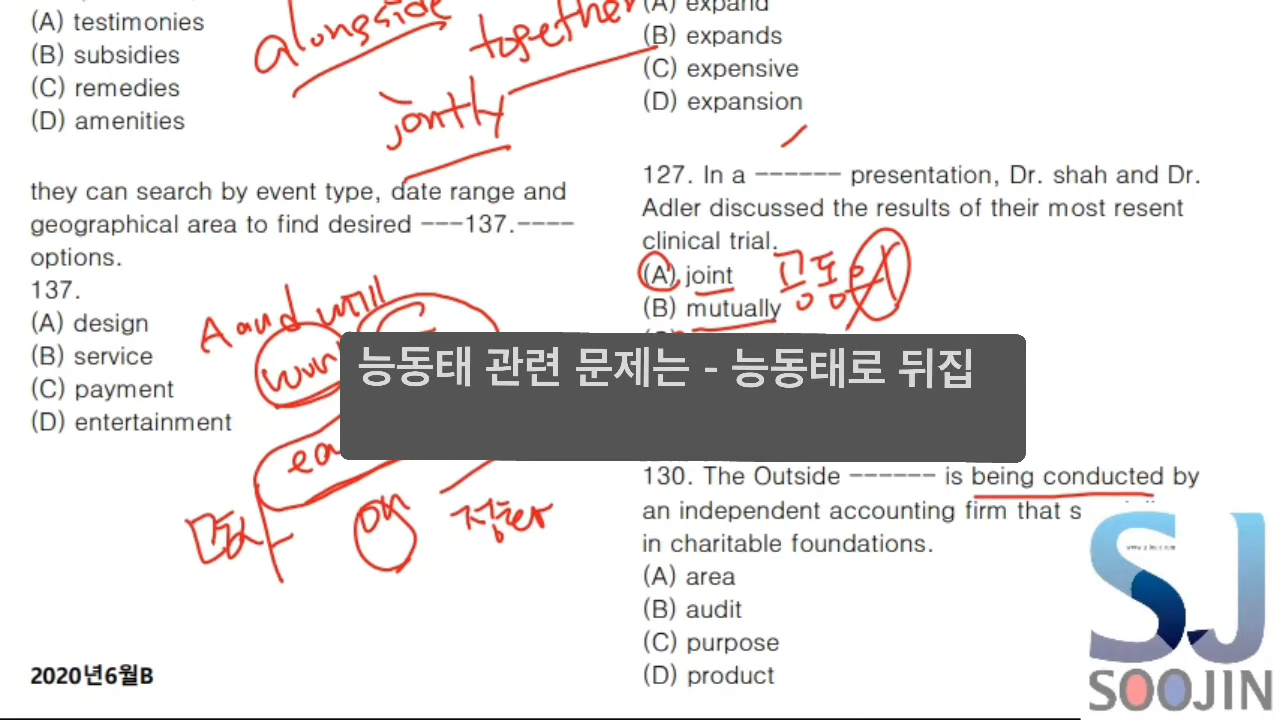 (A) testimonies
(B) subsidies
(C) remedies
(D) amenities
alongside
together
jointly
they can search by event type, date range and
geographical area to find desired ---137.----
options.
137.
(A) design
(B) service
(C) payment
(D) entertainment
A and will
on
2020년6월B
(A) expand
(B) expands
(C) expensive
(D) expansion
127. In a ------ presentation, Dr. shah and Dr.
Adler discussed the results of their most resent
clinical trial.
(A) joint
공동의
(B) mutually
능동태 관련 문제는 - 능동태로 뒤집
130. The Outside ------ is being conducted by
an independent accounting firm that s
in charitable foundations.
(A) area
(B) audit
(C) purpose
(D) product
SJ
SOOJIN